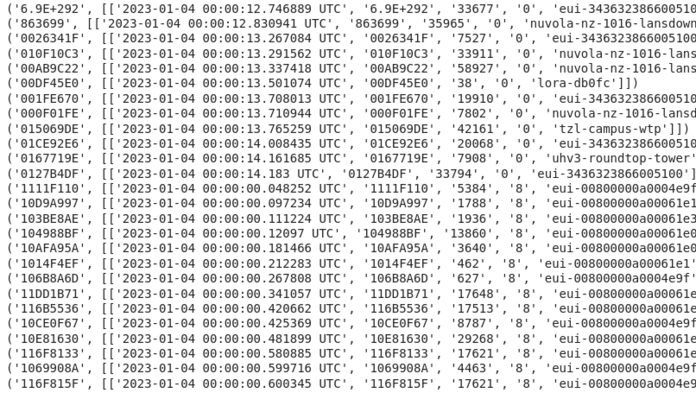 ('6.9E+292', [['2023-01-04 00:00:12.746889 UTC', '6.9E+292', '33677', '0', 'eui-3436323866005100
('863699', [['2023-01-04 00:00:12.830941 UTC', '863699', '35965', '0', 'nuvola-nz-1016-lansdown
('0026341F', [['2023-01-04 00:00:13.267084 UTC', '0026341F', '7527', '0', 'eui-3436323866005100
('010F10C3', [['2023-01-04 00:00:13.291562 UTC', '010F10C3', '33911', '0', 'nuvola-nz-1016-lans
('00AB9C22', [['2023-01-04 00:00:13.337418 UTC', '00AB9C22', '58927', '0', 'nuvola-nz-1016-lans
('00DF45E0', [['2023-01-04 00:00:13.501074 UTC', '00DF45E0', '38', '0', 'lora-db0fc']])
('001FE670', [['2023-01-04 00:00:13.708013 UTC', '001FE670', '19910', '0', 'eui-343632386600510
('000F01FE', [['2023-01-04 00:00:13.710944 UTC', '000F01FE', '7802', '0', 'nuvola-nz-1016-lansd
('015069DE', [['2023-01-04 00:00:13.765259 UTC', '015069DE', '42161', '0', 'tzl-campus-wtp']])
('01CE92E6', [['2023-01-04 00:00:14.008435 UTC', '01CE92E6', '20068', '0', 'eui-343632386600510
('0167719E', [['2023-01-04 00:00:14.161685 UTC', '0167719E', '7908', '0', 'uhv3-roundtop-tower'
('0127B4DF', [['2023-01-04 00:00:14.183 UTC', '0127B4DF', '33794', '0', 'eui-3436323866005100']
('1111F110', [['2023-01-04 00:00:00.048252 UTC', '1111F110', '5384', '8', 'eui-00800000a0004e9f
('10D9A997', [['2023-01-04 00:00:00.097234 UTC', '10D9A997', '1788', '8', 'eui-00800000a00061e1
('103BE8AE', [['2023-01-04 00:00:00.111224 UTC', '103BE8AE', '1936', '8', 'eui-00800000a00061e3
('104988BF', [['2023-01-04 00:00:00.12097 UTC', '104988BF', '13860', '8', 'eui-00800000a00061e0
('10AFA95A', [['2023-01-04 00:00:00.181466 UTC', '10AFA95A', '3640', '8', 'eui-00800000a00061e0
('1014F4EF', [['2023-01-04 00:00:00.212283 UTC', '1014F4EF', '462', '8', 'eui-00800000a00061e1'
('106B8A6D', [['2023-01-04 00:00:00.267808 UTC', '106B8A6D', '627', '8', 'eui-00800000a0004e9f'
('11DD1B71', [['2023-01-04 00:00:00.341057 UTC', '11DD1B71', '17648', '8', 'eui-00800000a00061e
('116B5536', [['2023-01-04 00:00:00.420662 UTC', '116B5536', '17513', '8', 'eui-00800000a00061e
('10CE0F67', [['2023-01-04 00:00:00.425369 UTC', '10CE0F67', '8787', '8', 'eui-00800000a0004e9f
('10E81630', [['2023-01-04 00:00:00.481899 UTC', '10E81630', '29268', '8', 'eui-00800000a00061e
('116F8133', [['2023-01-04 00:00:00.580885 UTC', '116F8133', '17621', '8', 'eui-00800000a00061e
('1069908A', [['2023-01-04 00:00:00.599716 UTC', '1069908A', '4463', '8', 'eui-00800000a0004e9f
('116F815F', [['2023-01-04 00:00:00.600345 UTC', '116F815F', '17621', '8', 'eui-00800000a0004e9